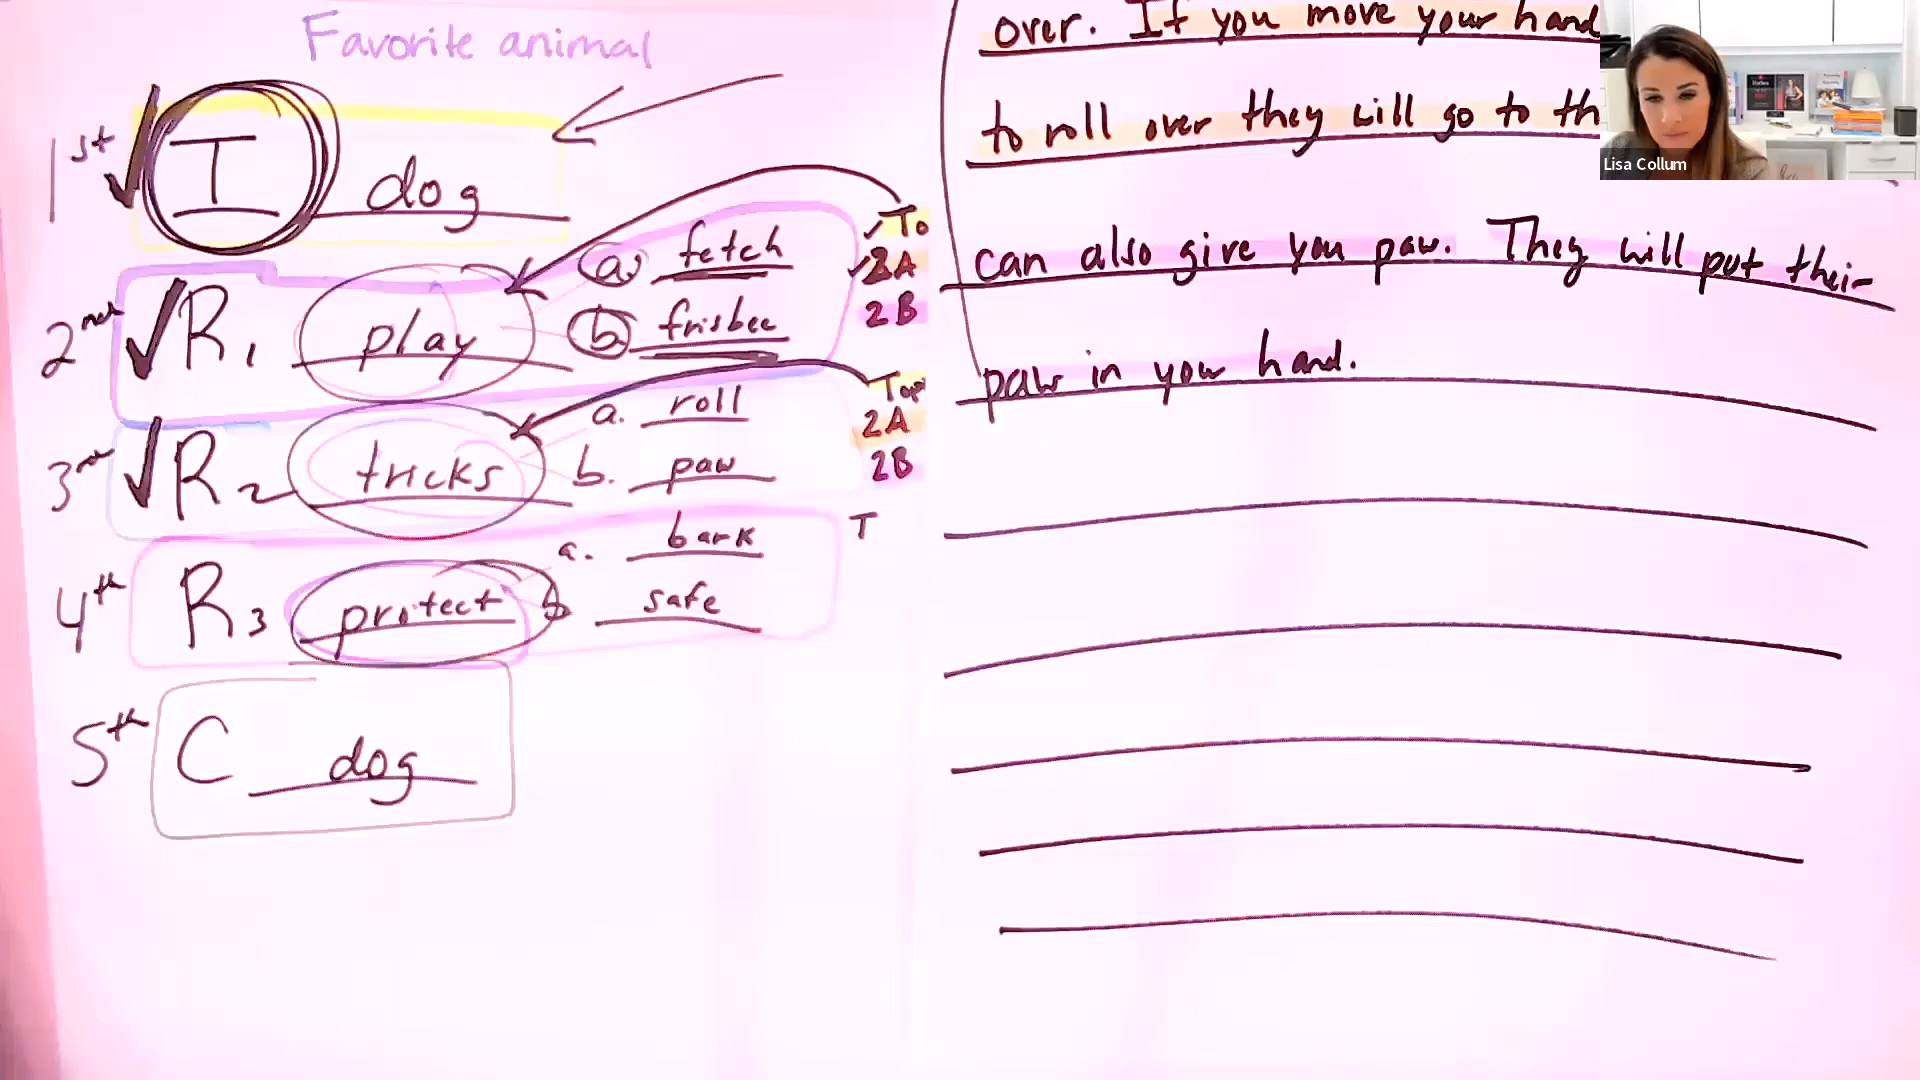 Favorite animal
1st I dog
2nd R1 play a. fetch
b. frisbee
To
2A
2B
3rd R2 tricks a. roll
b. paw
Top
2A
2B
4th R3 protect a. bark
b safe
T
5th C dog
over. If you move your hand
to roll over they will go to th
can also give you paw. They will put their
paw in your hand.
Lisa Collum